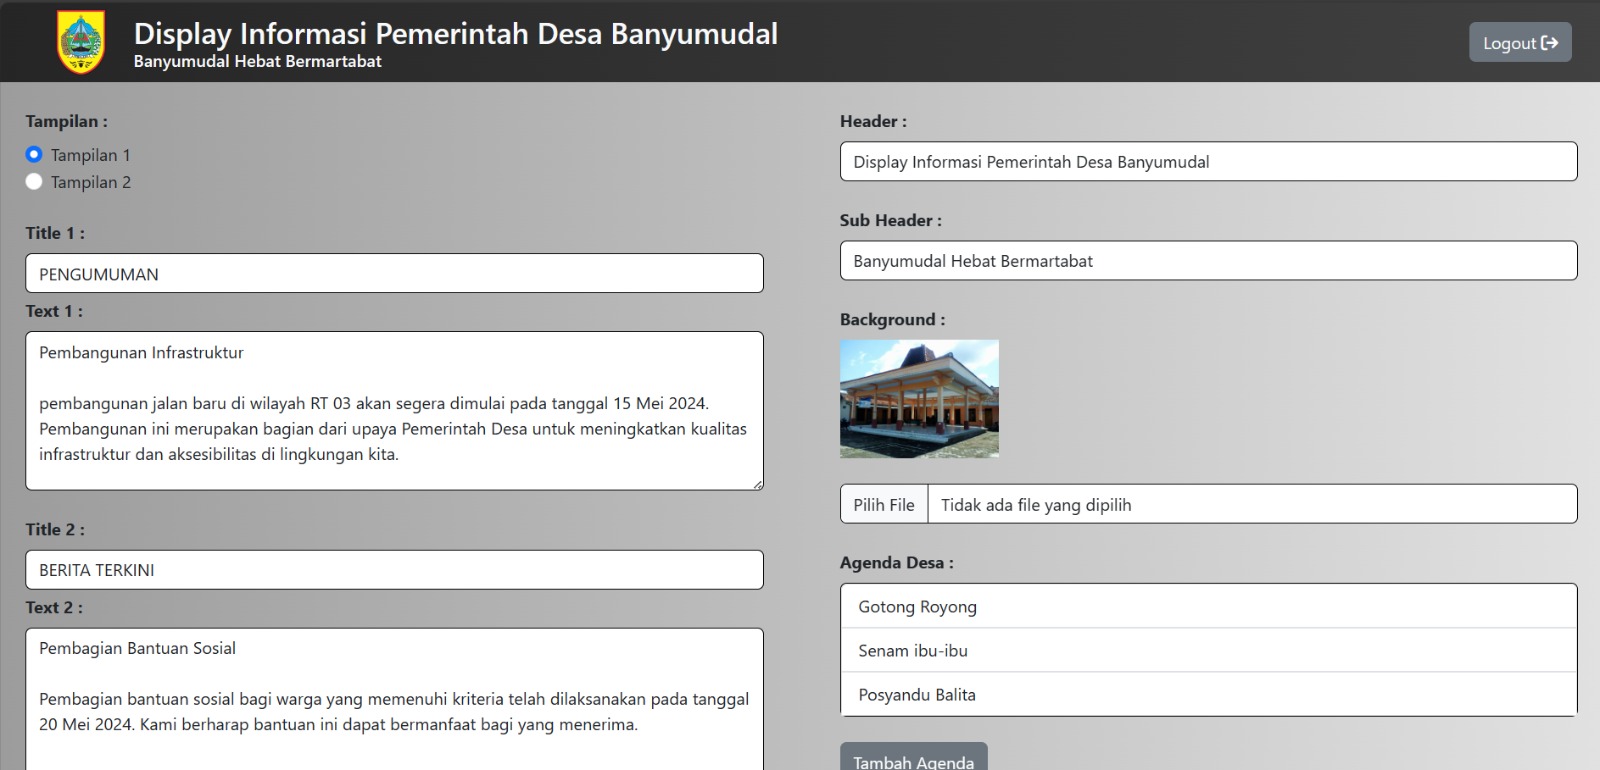 Display Informasi Pemerintah Desa Banyumudal
Banyumudal Hebat Bermartabat
Logout
Tampilan :
Tampilan 1
Tampilan 2
Title 1 :
PENGUMUMAN
Text 1 :
Pembangunan Infrastruktur
pembangunan jalan baru di wilayah RT 03 akan segera dimulai pada tanggal 15 Mei 2024.
Pembangunan ini merupakan bagian dari upaya Pemerintah Desa untuk meningkatkan kualitas
infrastruktur dan aksesibilitas di lingkungan kita.
Title 2 :
BERITA TERKINI
Text 2 :
Pembagian Bantuan Sosial
Pembagian bantuan sosial bagi warga yang memenuhi kriteria telah dilaksanakan pada tanggal
20 Mei 2024. Kami berharap bantuan ini dapat bermanfaat bagi yang menerima.
Header :
Display Informasi Pemerintah Desa Banyumudal
Sub Header :
Banyumudal Hebat Bermartabat
Background :
Pilih File
Tidak ada file yang dipilih
Agenda Desa :
Gotong Royong
Senam ibu-ibu
Posyandu Balita
Tambah Agenda